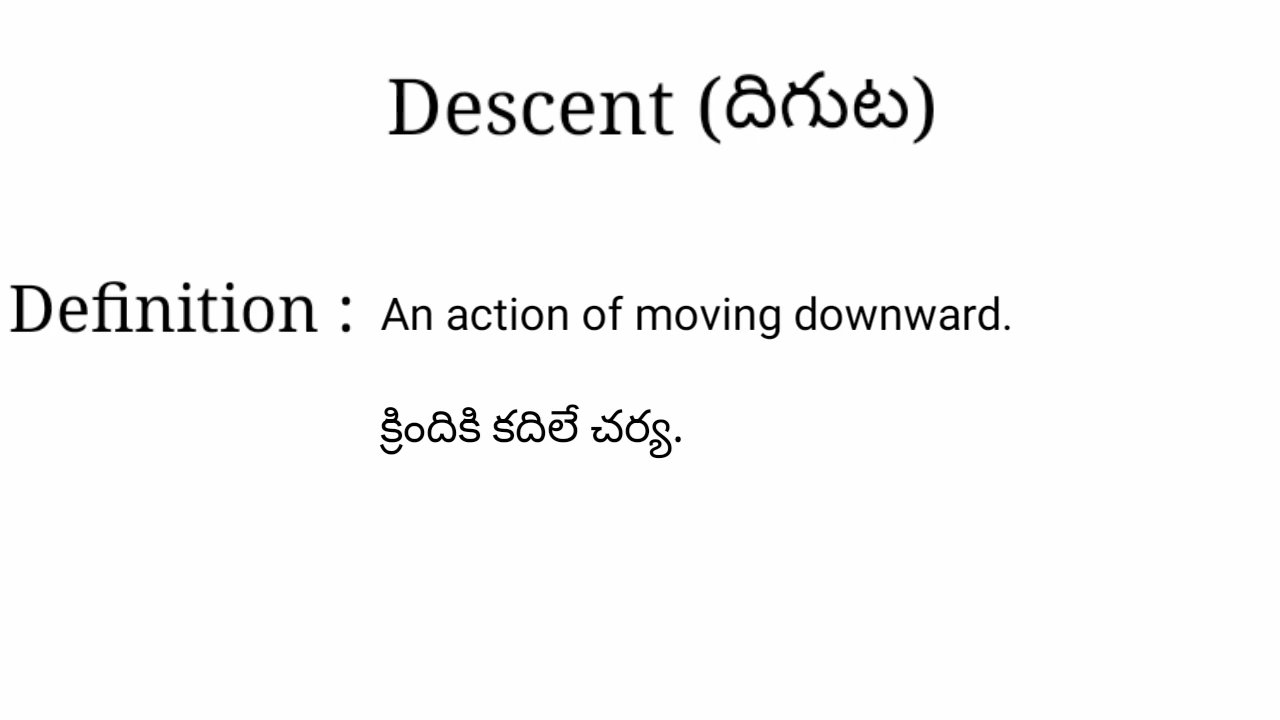 Descent (దిగుట)
Definition : An action of moving downward.
క్రిందికి కదిలే చర్య.